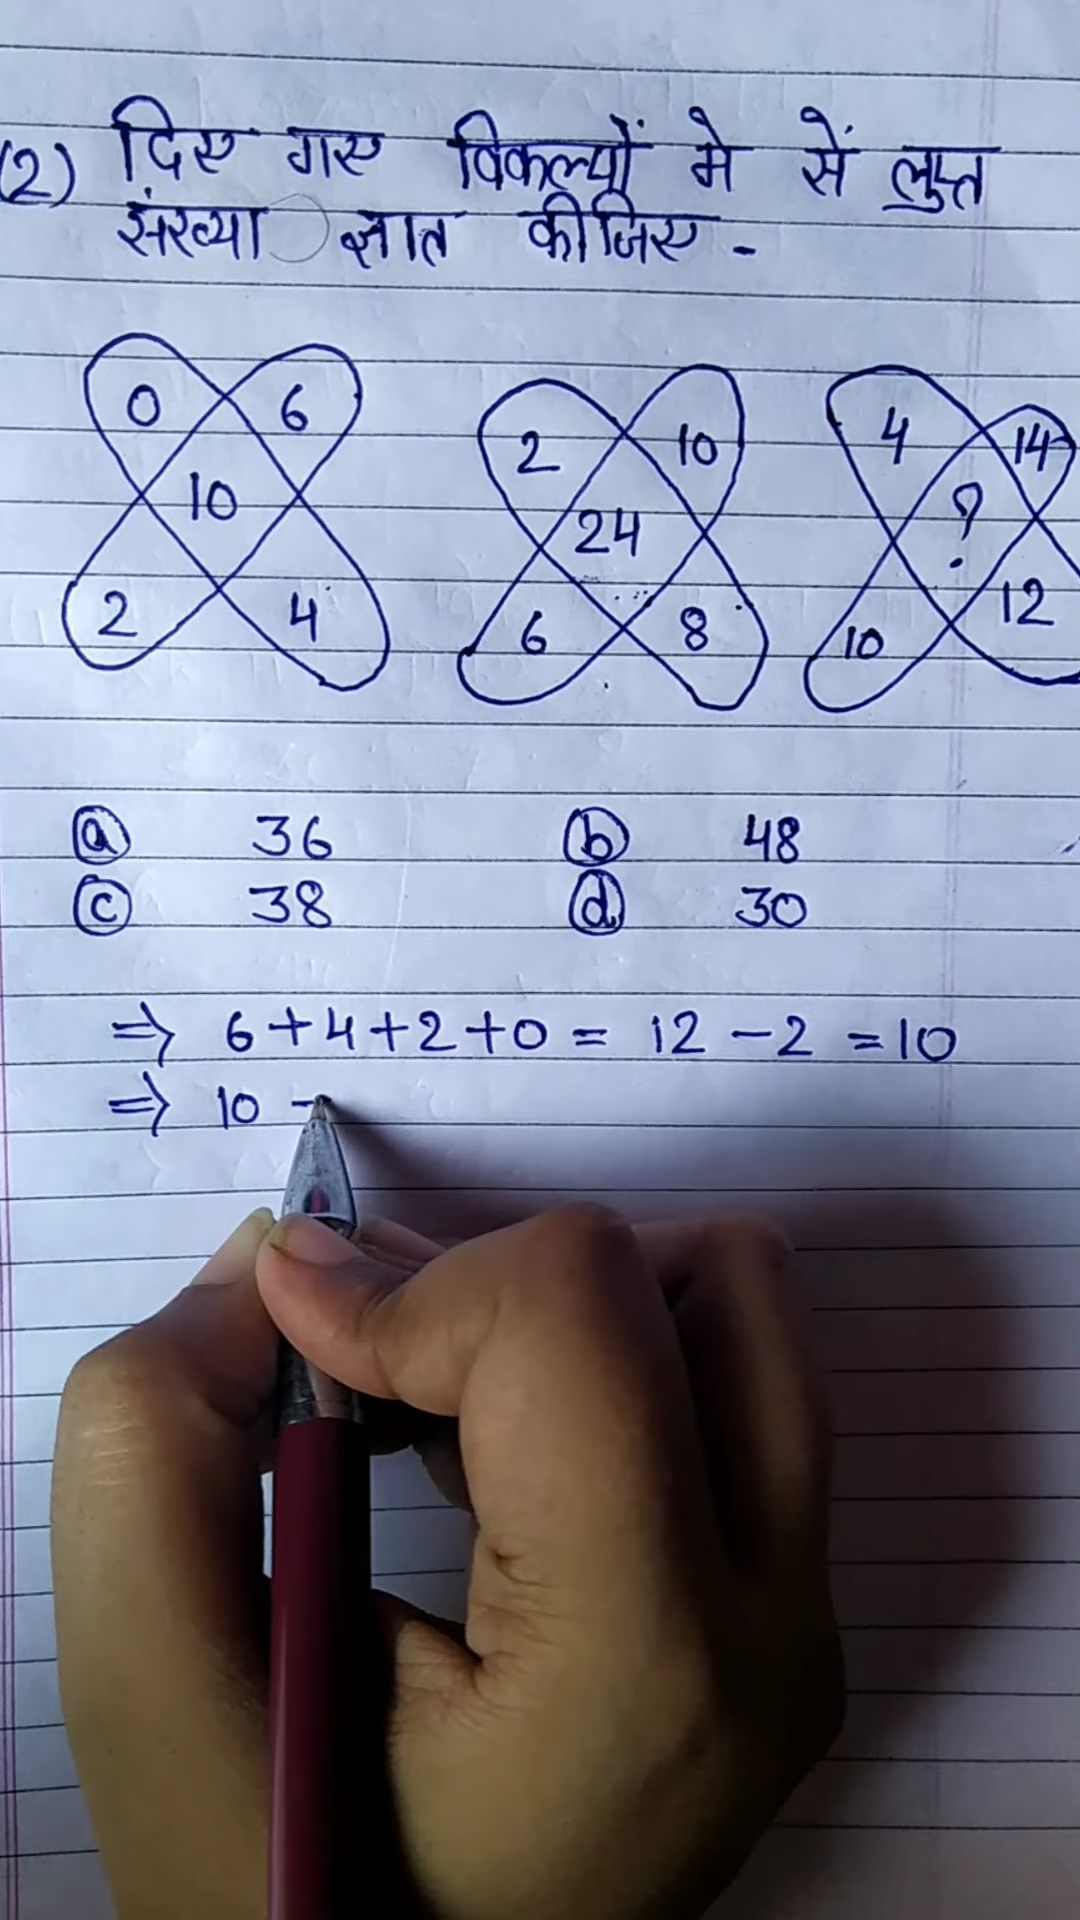 (2) दिए गए विकल्पों मे सें लुप्त
संख्या ज्ञात कीजिए -
0 6
10
2 4
2 10
24
6 8
4 14
?
10 12
(a) 36 (b) 48
(c) 38 (d) 30
⇒ 6+4+2+0 = 12 - 2 = 10
⇒ 10 -